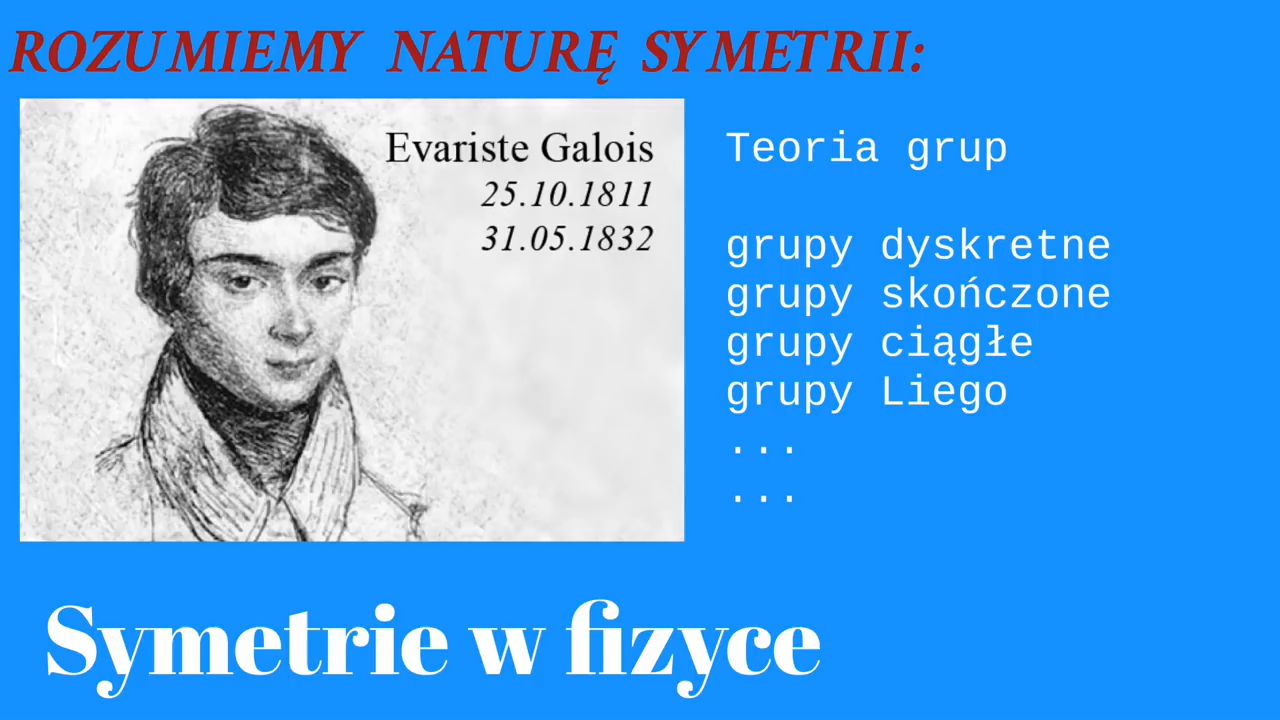 ROZUMIEMY NATURĘ SYMETRII:
Evariste Galois
25.10.1811
31.05.1832
Teoria grup
grupy dyskretne
grupy skończone
grupy ciągłe
grupy Liego
...
...
Symetrie w fizyce